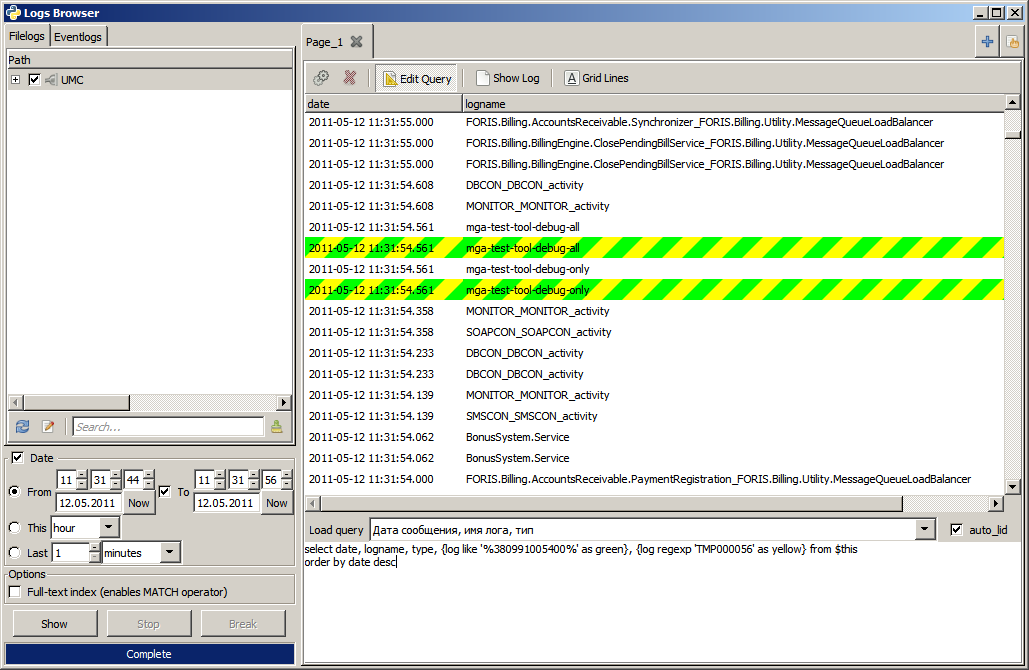 Logs Browser
Filelogs Eventlogs
Path
UMC
Search...
Date
From 11 31 44 To 11 31 56
12.05.2011 Now 12.05.2011 Now
This hour
Last 1 minutes
Options
Full-text index (enables MATCH operator)
Show Stop Break
Complete
Page_1
Edit Query Show Log A Grid Lines
date logname
2011-05-12 11:31:55.000 FORIS.Billing.AccountsReceivable.Synchronizer_FORIS.Billing.Utility.MessageQueueLoadBalancer
2011-05-12 11:31:55.000 FORIS.Billing.BillingEngine.ClosePendingBillService_FORIS.Billing.Utility.MessageQueueLoadBalancer
2011-05-12 11:31:55.000 FORIS.Billing.BillingEngine.ClosePendingBillService_FORIS.Billing.Utility.MessageQueueLoadBalancer
2011-05-12 11:31:54.608 DBCON_DBCON_activity
2011-05-12 11:31:54.608 MONITOR_MONITOR_activity
2011-05-12 11:31:54.561 mga-test-tool-debug-all
2011-05-12 11:31:54.561 mga-test-tool-debug-all
2011-05-12 11:31:54.561 mga-test-tool-debug-only
2011-05-12 11:31:54.561 mga-test-tool-debug-only
2011-05-12 11:31:54.358 MONITOR_MONITOR_activity
2011-05-12 11:31:54.358 SOAPCON_SOAPCON_activity
2011-05-12 11:31:54.233 DBCON_DBCON_activity
2011-05-12 11:31:54.233 DBCON_DBCON_activity
2011-05-12 11:31:54.139 MONITOR_MONITOR_activity
2011-05-12 11:31:54.139 SMSCON_SMSCON_activity
2011-05-12 11:31:54.062 BonusSystem.Service
2011-05-12 11:31:54.062 BonusSystem.Service
2011-05-12 11:31:54.000 FORIS.Billing.AccountsReceivable.PaymentRegistration_FORIS.Billing.Utility.MessageQueueLoadBalancer
Load query Дата сообщения, имя лога, тип auto_lid
select date, logname, type, {log like '%380991005400%' as green}, {log regexp 'TMP000056' as yellow} from $this
order by date desc